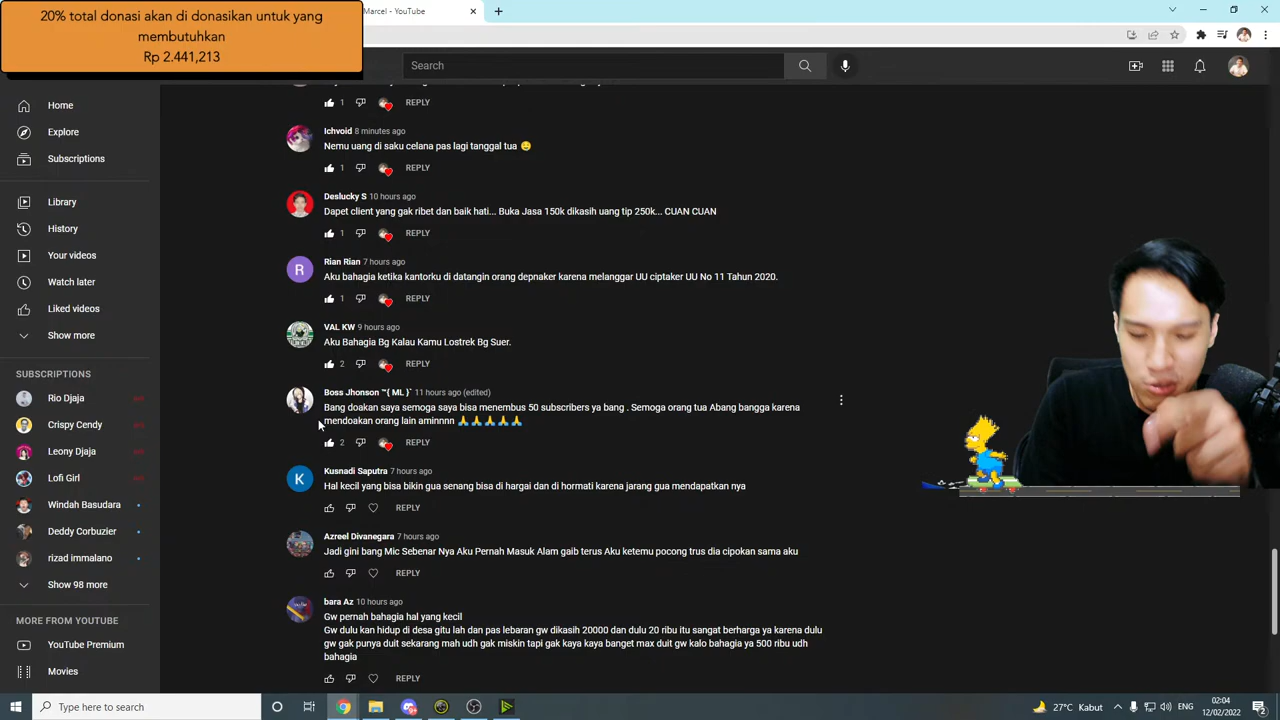 20% total donasi akan di donasikan untuk yang
membutuhkan
Rp 2.441,213
Marcel - YouTube
Search
Home
Explore
Subscriptions
Library
History
Your videos
Watch later
Liked videos
Show more
SUBSCRIPTIONS
Rio Djaja
Crispy Cendy
Leony Djaja
Lofi Girl
Windah Basudara
Deddy Corbuzier
rizad immalano
Show 98 more
MORE FROM YOUTUBE
YouTube Premium
Movies
1 REPLY
Ichvoid 8 minutes ago
Nemu uang di saku celana pas lagi tanggal tua 🤤
1 REPLY
Deslucky S 10 hours ago
Dapet client yang gak ribet dan baik hati... Buka Jasa 150k dikasih uang tip 250k... CUAN CUAN
1 REPLY
R
Rian Rian 7 hours ago
Aku bahagia ketika kantorku di datangin orang depnaker karena melanggar UU ciptaker UU No 11 Tahun 2020.
1 REPLY
VAL KW 9 hours ago
Aku Bahagia Bg Kalau Kamu Lostrek Bg Suer.
2 REPLY
Boss Jhonson ™{ ML }` 11 hours ago (edited)
Bang doakan saya semoga saya bisa menembus 50 subscribers ya bang . Semoga orang tua Abang bangga karena
mendoakan orang lain aminnnn 🙏🙏🙏🙏🙏
2 REPLY
K
Kusnadi Saputra 7 hours ago
Hal kecil yang bisa bikin gua senang bisa di hargai dan di hormati karena jarang gua mendapatkan nya
REPLY
Azreel Divanegara 7 hours ago
Jadi gini bang Mic Sebenar Nya Aku Pernah Masuk Alam gaib terus Aku ketemu pocong trus dia cipokan sama aku
REPLY
bara Az 10 hours ago
Gw pernah bahagia hal yang kecil
Gw dulu kan hidup di desa gitu lah dan pas lebaran gw dikasih 20000 dan dulu 20 ribu itu sangat berharga ya karena dulu
gw gak punya duit sekarang mah udh gak miskin tapi gak kaya kaya banget max duit gw kalo bahagia ya 500 ribu udh
bahagia
REPLY
Type here to search
27°C Kabut
ENG
02:04
12/02/2022
2